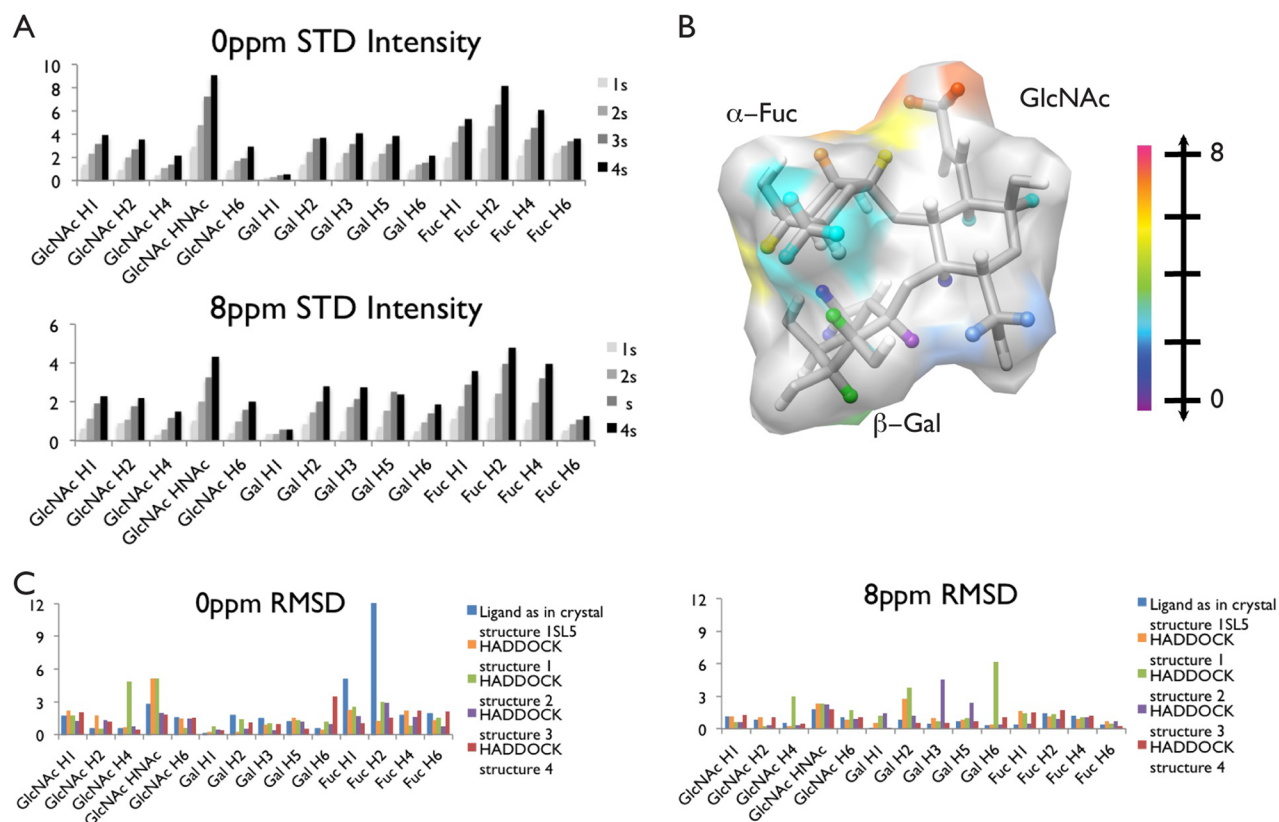 A
0ppm STD Intensity
10
8
6
4
2
0
1s
2s
3s
4s
GlcNAc H1
GlcNAc H2
GlcNAc H4
GlcNAc HNAc
GlcNAc H6
Gal H1
Gal H2
Gal H3
Gal H5
Gal H6
Fuc H1
Fuc H2
Fuc H4
Fuc H6
8ppm STD Intensity
6
4
2
0
1s
2s
s
4s
GlcNAc H1
GlcNAc H2
GlcNAc H4
GlcNAc HNAc
GlcNAc H6
Gal H1
Gal H2
Gal H3
Gal H5
Gal H6
Fuc H1
Fuc H2
Fuc H4
Fuc H6
B
α-Fuc
GlcNAc
β-Gal
8
0
C
0ppm RMSD
12
9
6
3
0
Ligand as in crystal
structure 1SL5
HADDOCK
structure 1
HADDOCK
structure 2
HADDOCK
structure 3
HADDOCK
structure 4
GlcNAc H1
GlcNAc H2
GlcNAc H4
GlcNAc HNAc
GlcNAc H6
Gal H1
Gal H2
Gal H3
Gal H5
Gal H6
Fuc H1
Fuc H2
Fuc H4
Fuc H6
8ppm RMSD
12
9
6
3
0
Ligand as in crystal
structure 1SL5
HADDOCK
structure 1
HADDOCK
structure 2
HADDOCK
structure 3
HADDOCK
structure 4
GlcNAc H1
GlcNAc H2
GlcNAc H4
GlcNAc HNAc
GlcNAc H6
Gal H1
Gal H2
Gal H3
Gal H5
Gal H6
Fuc H1
Fuc H2
Fuc H4
Fuc H6